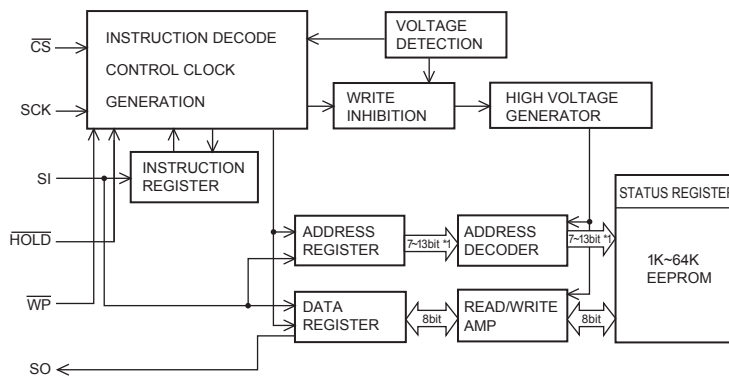 INSTRUCTION DECODE
CONTROL CLOCK
GENERATION
VOLTAGE
DETECTION
CS
SCK
WRITE
INHIBITION
HIGH VOLTAGE
GENERATOR
SI
INSTRUCTION
REGISTER
STATUS REGISTER
HOLD
ADDRESS
REGISTER
7~13bit *1
ADDRESS
DECODER
7~13bit *1
1K~64K
EEPROM
WP
DATA
REGISTER
8bit
READ/WRITE
AMP
8bit
SO